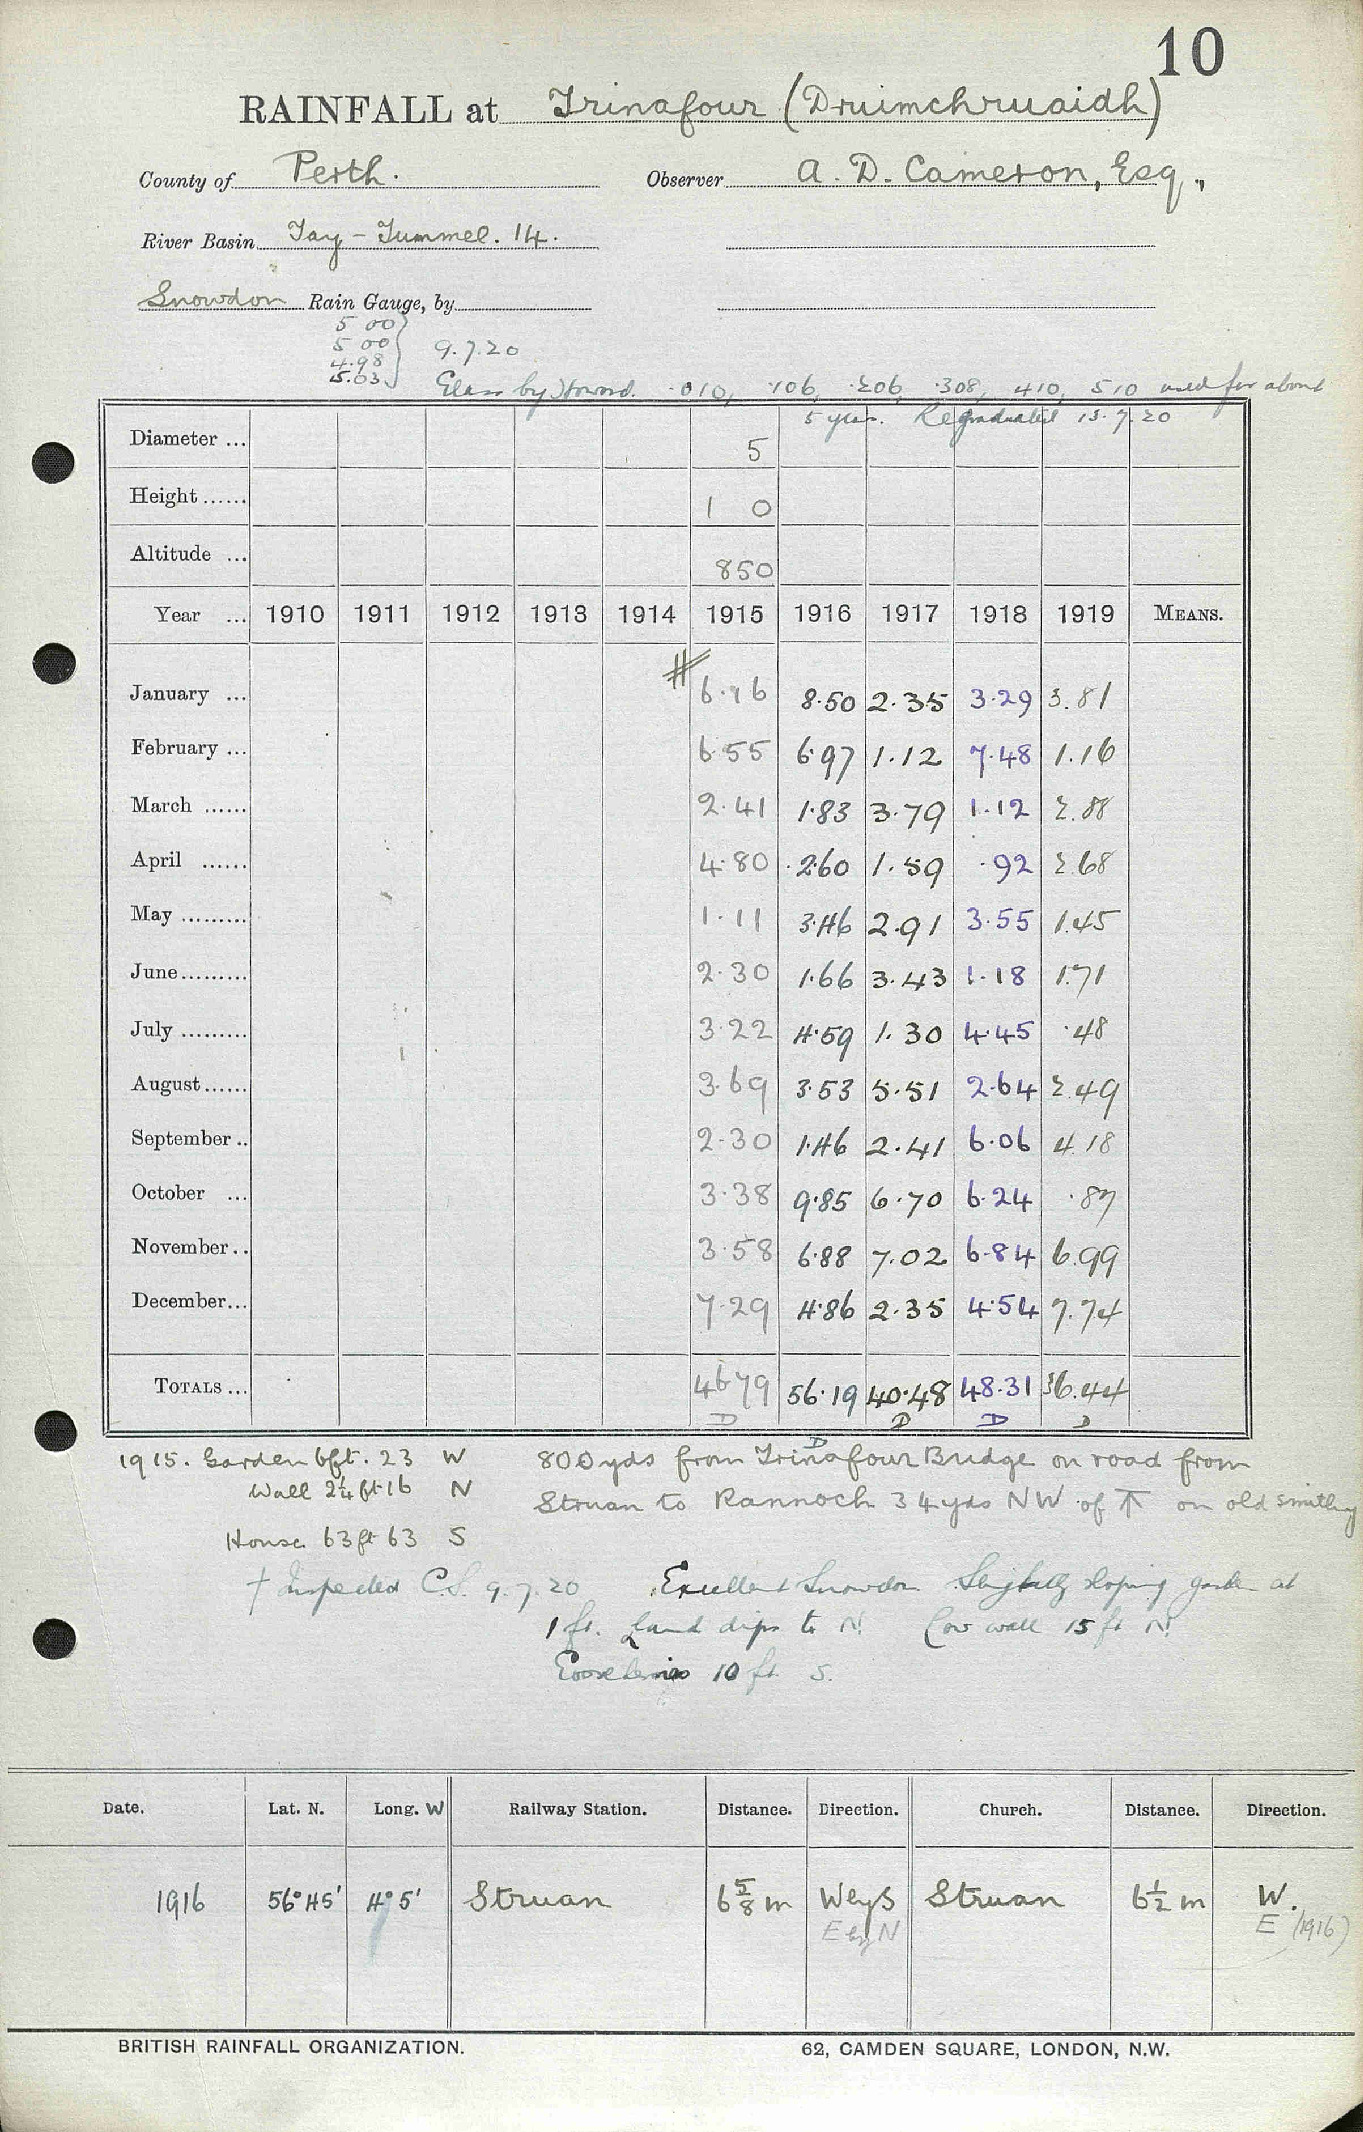 10
RAINFALL at Trinafour (Druimchruaidh)
County of Perth. Observer A. D. Cameron, Esq.,
River Basin Tay - Tummel. 14.
Snowdon Rain Gauge, by
5 00
5 00
4.98
5.03 } 9.7.20
Glass by Howard. .010, .106, .206, .308, 410, 510 used for about
5 years. Regraduated 13.7.20
Diameter ... 5
Height ...... 1 0
Altitude ... 850
Year ... 1910 1911 1912 1913 1914 1915 1916 1917 1918 1919 MEANS.
January ... 6.16 8.50 2.35 3.29 3.81
February ... 6.55 6.97 1.12 7.48 1.16
March ...... 2.41 1.83 3.79 1.12 2.88
April ...... 4.80 2.60 1.59 .92 2.68
May ......... 1.11 3.46 2.91 3.55 1.45
June ......... 2.30 1.66 3.43 1.18 1.71
July ......... 3.22 4.59 1.30 4.45 .48
August ...... 3.69 3.53 5.51 2.64 2.49
September .. 2.30 1.46 2.41 6.06 4.18
October ... 3.38 9.85 6.70 6.24 .87
November .. 3.58 6.88 7.02 6.84 6.99
December ... 7.29 4.86 2.35 4.54 7.74
TOTALS ... 46.79 56.19 40.48 48.31 36.44
D D D D D
1915. Garden 6ft. 23 W
Wall 2¼ ft 16 N
House 63 ft 63 S
800 yds from Trinafour Bridge on road from
Struan to Rannoch 34 yds NW of ↑ on old smithy
† Inspected C.S. 9.7.20 Excellent Snowdon. Slightly sloping garden at
1 ft. Land dips to N. Low wall 15 ft N.
Gooseberries 10 ft S.
Date. Lat. N. Long. W Railway Station. Distance. Direction. Church. Distance. Direction.
1916 56° 45' 4° 5' Struan 6⅝ m W by S Struan 6½ m W.
E by N E (1916)
BRITISH RAINFALL ORGANIZATION. 62, CAMDEN SQUARE, LONDON, N.W.